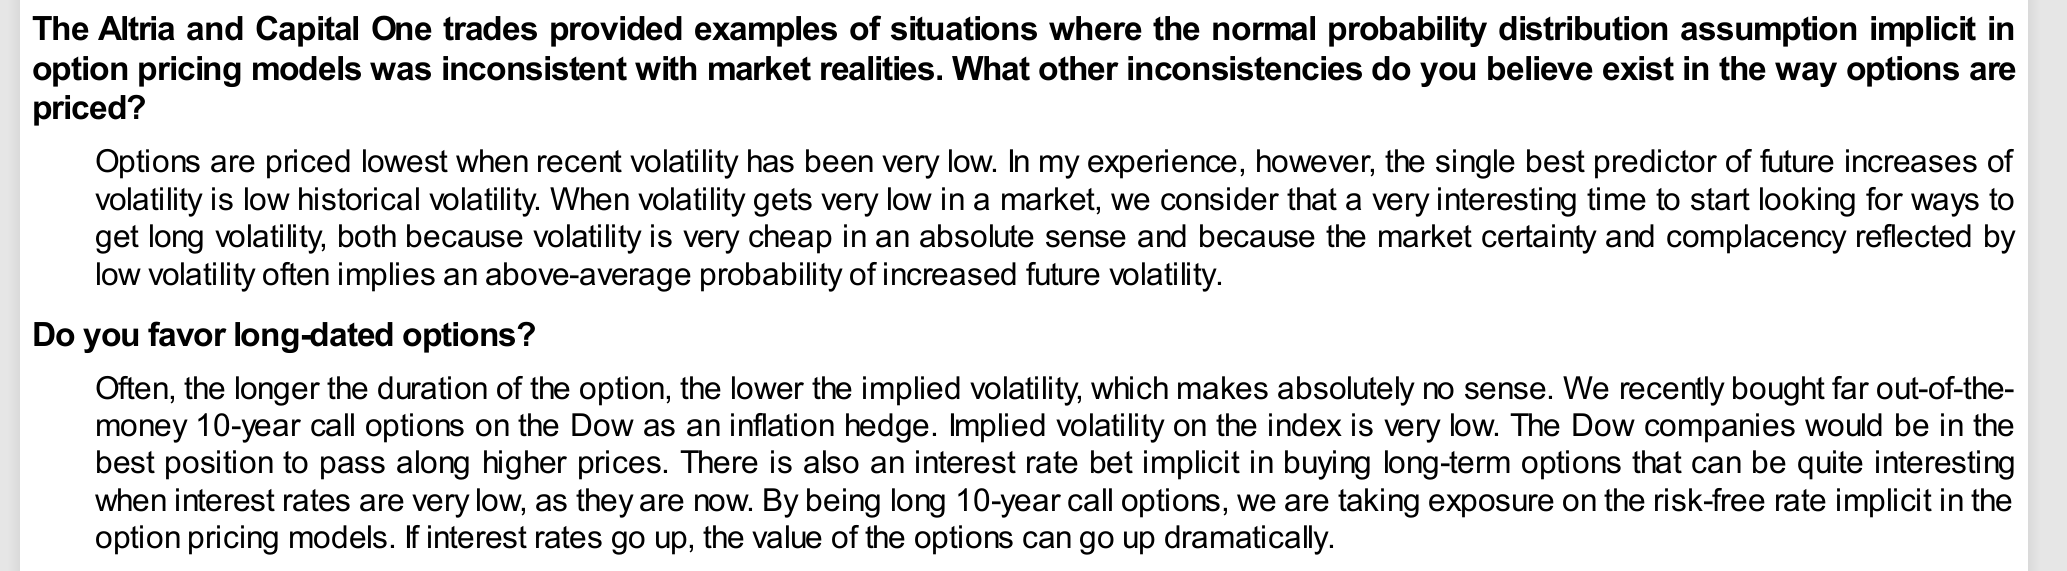 The Altria and Capital One trades provided examples of situations where the normal probability distribution assumption implicit in
option pricing models was inconsistent with market realities. What other inconsistencies do you believe exist in the way options are
priced?
Options are priced lowest when recent volatility has been very low. In my experience, however, the single best predictor of future increases of
volatility is low historical volatility. When volatility gets very low in a market, we consider that a very interesting time to start looking for ways to
get long volatility, both because volatility is very cheap in an absolute sense and because the market certainty and complacency reflected by
low volatility often implies an above-average probability of increased future volatility.
Do you favor long-dated options?
Often, the longer the duration of the option, the lower the implied volatility, which makes absolutely no sense. We recently bought far out-of-the-
money 10-year call options on the Dow as an inflation hedge. Implied volatility on the index is very low. The Dow companies would be in the
best position to pass along higher prices. There is also an interest rate bet implicit in buying long-term options that can be quite interesting
when interest rates are very low, as they are now. By being long 10-year call options, we are taking exposure on the risk-free rate implicit in the
option pricing models. If interest rates go up, the value of the options can go up dramatically.